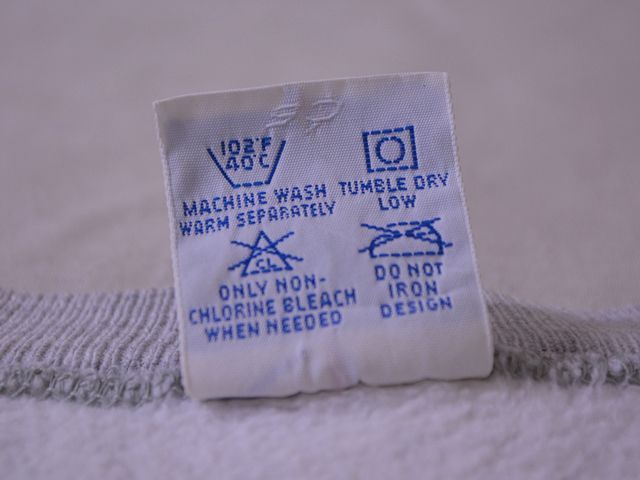 102°F
40°C
MACHINE WASH
WARM SEPARATELY
TUMBLE DRY
LOW
CL
ONLY NON-
CHLORINE BLEACH
WHEN NEEDED
DO NOT
IRON
DESIGN